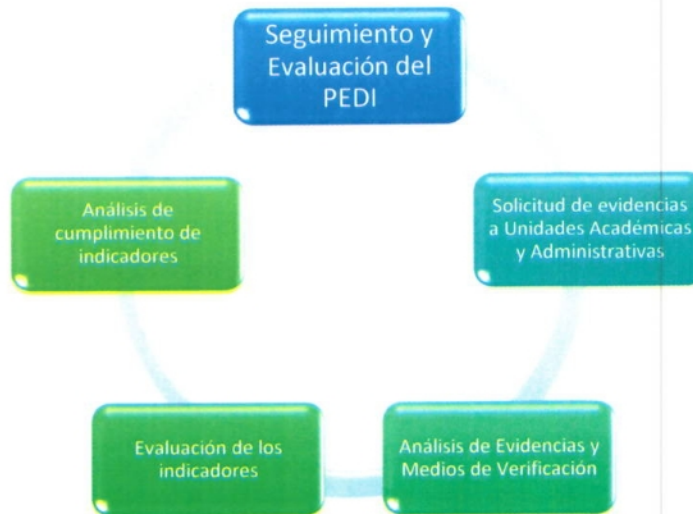 Seguimiento y
Evaluación del
PEDI
Solicitud de evidencias
a Unidades Académicas
y Administrativas
Análisis de Evidencias y
Medios de Verificación
Evaluación de los
indicadores
Análisis de
cumplimiento de
indicadores